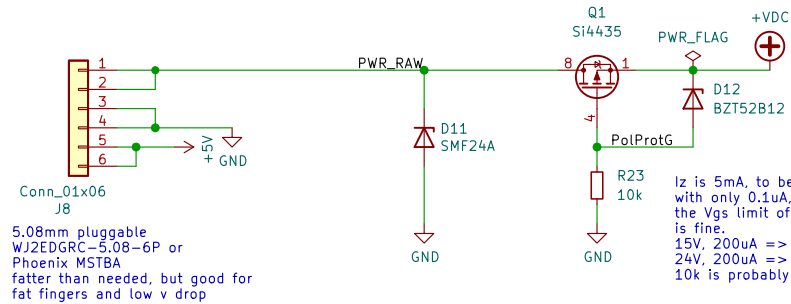 Q1
Si4435
+VDC
PWR_FLAG
PWR_RAW
8
1
1
2
3
4
5
6
+5V
GND
D11
SMF24A
4
D12
BZT52B12
PolProtG
R23
10k
GND
GND
Conn_01x06
J8
5.08mm pluggable
WJ2EDGRC-5.08-6P or
Phoenix MSTBA
fatter than needed, but good for
fat fingers and low v drop
Iz is 5mA, to be
with only 0.1uA,
the Vgs limit of
is fine.
15V, 200uA =>
24V, 200uA =>
10k is probably